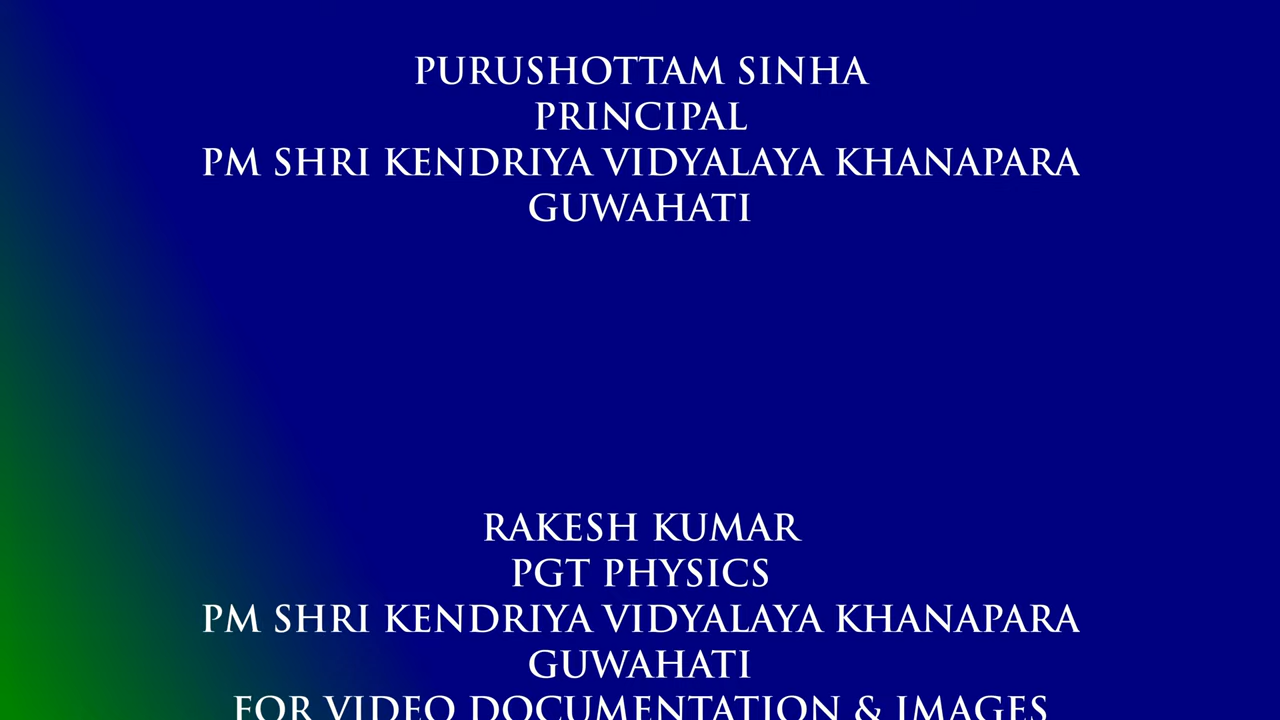 PURUSHOTTAM SINHA
PRINCIPAL
PM SHRI KENDRIYA VIDYALAYA KHANAPARA
GUWAHATI
RAKESH KUMAR
PGT PHYSICS
PM SHRI KENDRIYA VIDYALAYA KHANAPARA
GUWAHATI
FOR VIDEO DOCUMENTATION & IMAGES